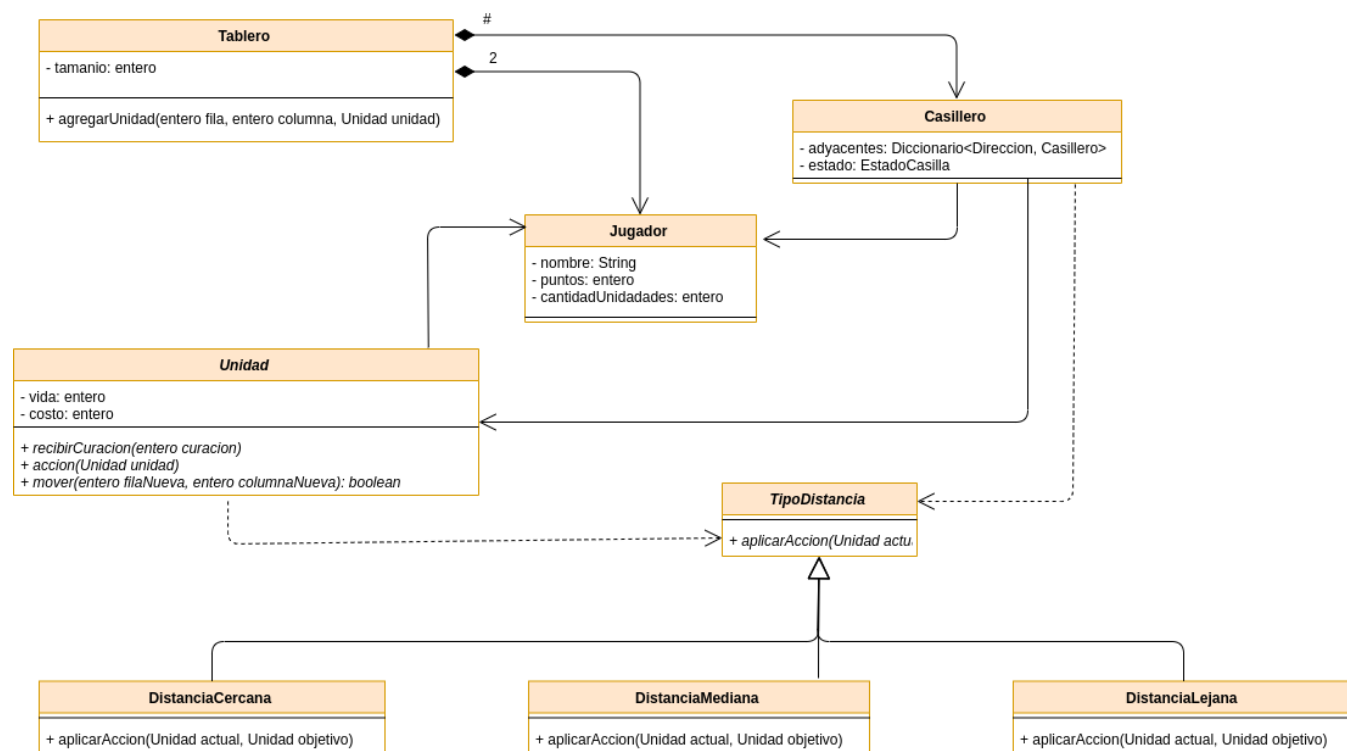 #
Tablero
- tamanio: entero
2
+ agregarUnidad(entero fila, entero columna, Unidad unidad)
Casillero
- adyacentes: Diccionario<Direccion, Casillero>
- estado: EstadoCasilla
Jugador
- nombre: String
- puntos: entero
- cantidadUnidadades: entero
Unidad
- vida: entero
- costo: entero
+ recibirCuracion(entero curacion)
+ accion(Unidad unidad)
+ mover(entero filaNueva, entero columnaNueva): boolean
TipoDistancia
+ aplicarAccion(Unidad actu
DistanciaCercana
+ aplicarAccion(Unidad actual, Unidad objetivo)
DistanciaMediana
+ aplicarAccion(Unidad actual, Unidad objetivo)
DistanciaLejana
+ aplicarAccion(Unidad actual, Unidad objetivo)